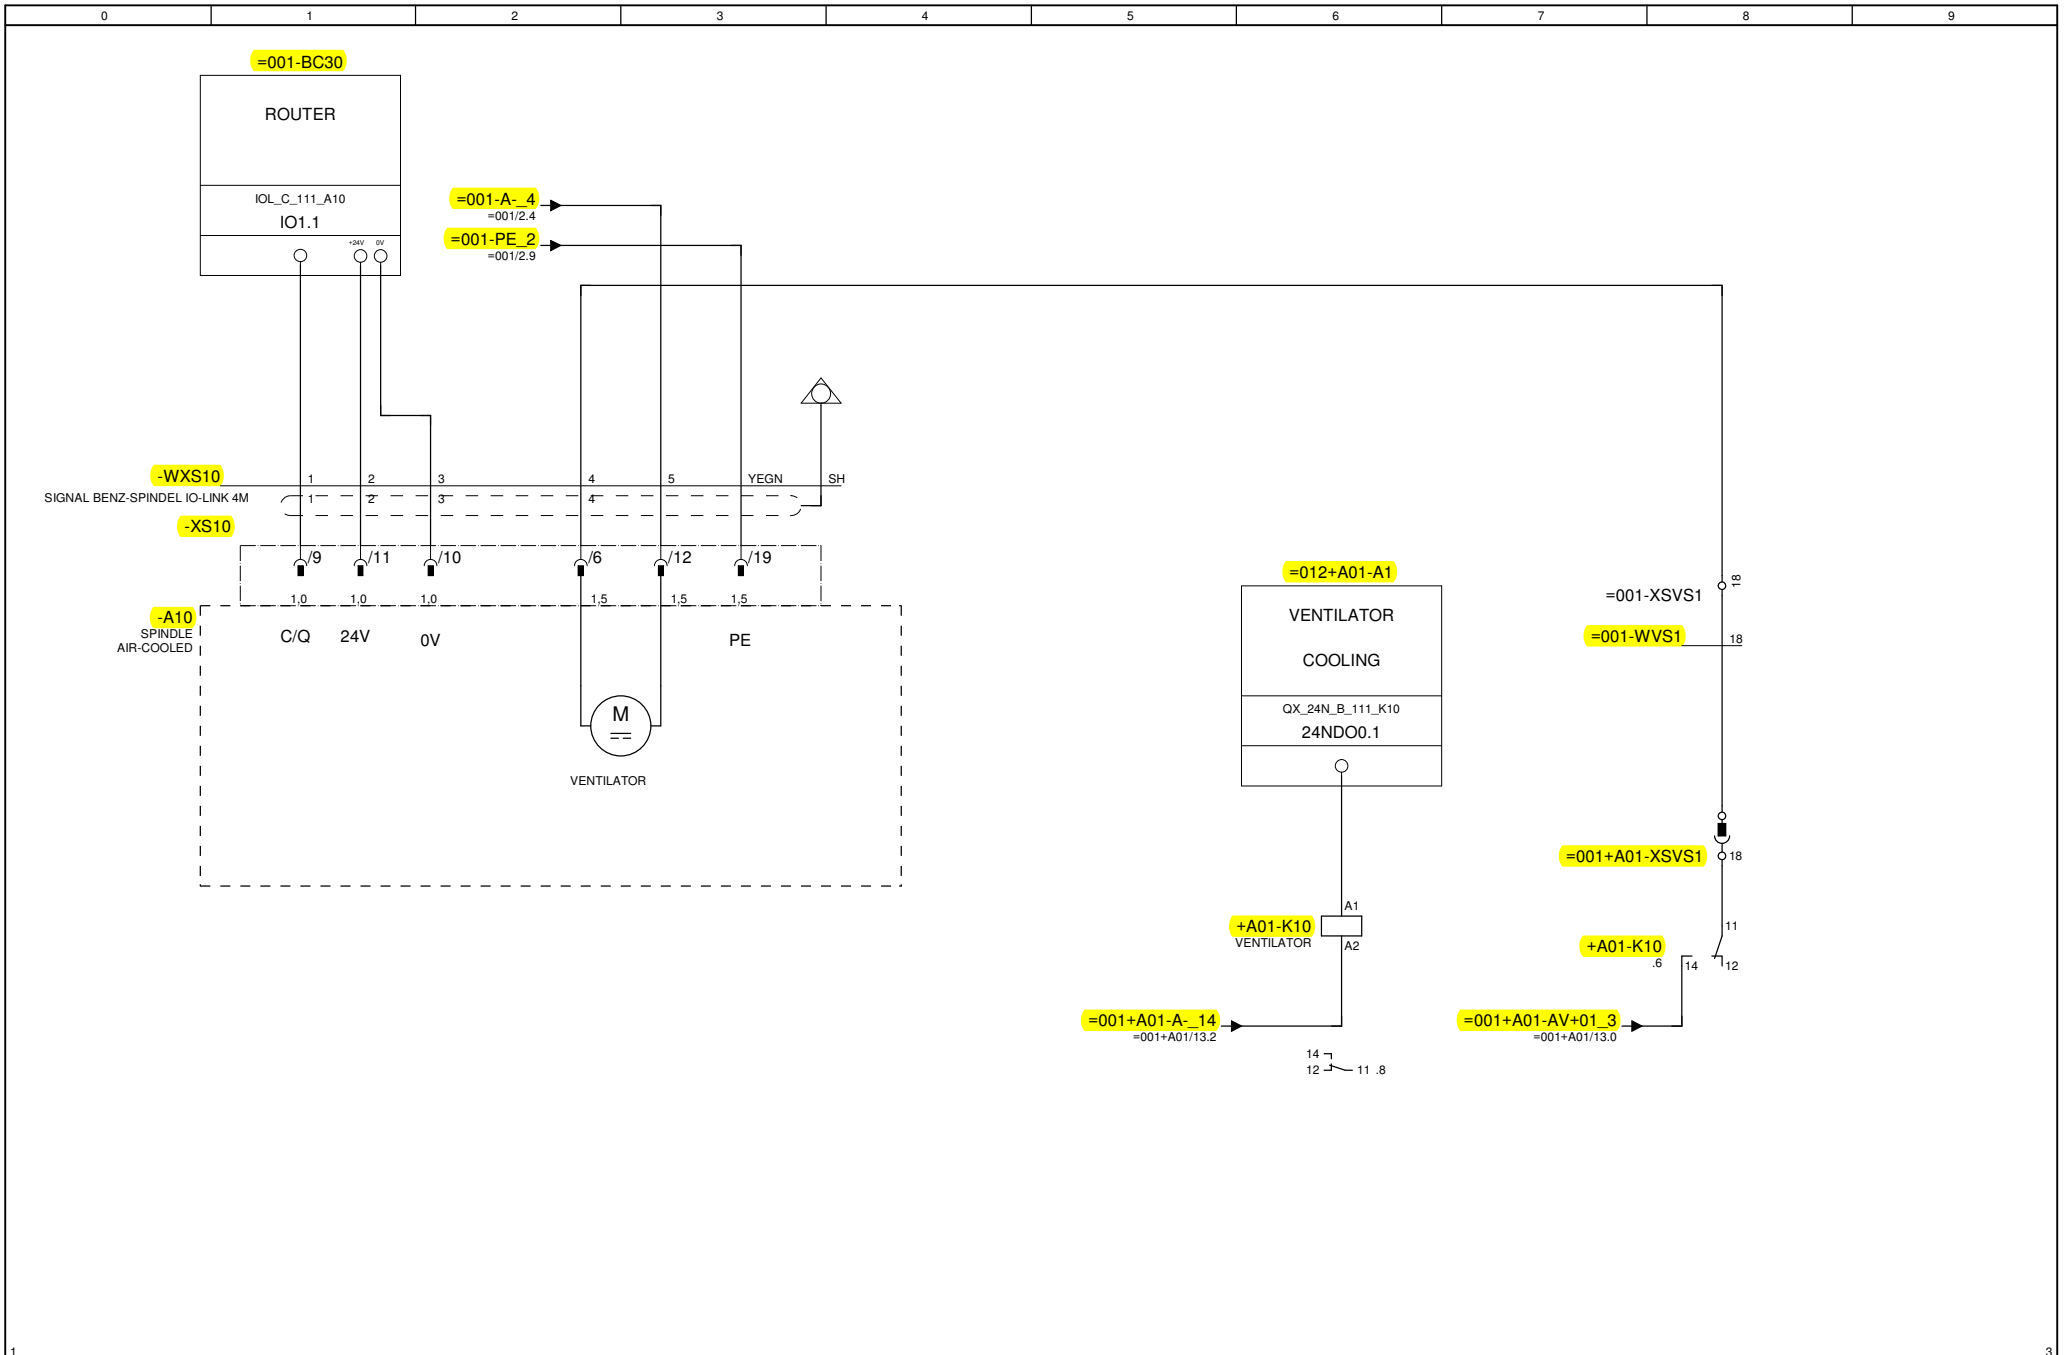 0 1 2 3 4 5 6 7 8 9
=001-BC30
ROUTER
IOL_C_111_A10
IO1.1
+24V 0V
=001-A-_4
=001/2.4
=001-PE_2
=001/2.9
-WXS10
1 2 3 4 5 YEGN SH
SIGNAL BENZ-SPINDEL IO-LINK 4M
1 2 3 4
-XS10
/9 /11 /10 /6 /12 /19
1,0 1,0 1,0 1,5 1,5 1,5
-A10
SPINDLE
AIR-COOLED
C/Q 24V 0V PE
M
VENTILATOR
=012+A01-A1
VENTILATOR
COOLING
QX_24N_B_111_K10
24NDO0.1
A1
+A01-K10
VENTILATOR
A2
=001+A01-A-_14
=001+A01/13.2
14
12 11 .8
18
=001-XSVS1
=001-WVS1
18
=001+A01-XSVS1
18
11
+A01-K10
.6
14 12
=001+A01-AV+01_3
=001+A01/13.0
1 3